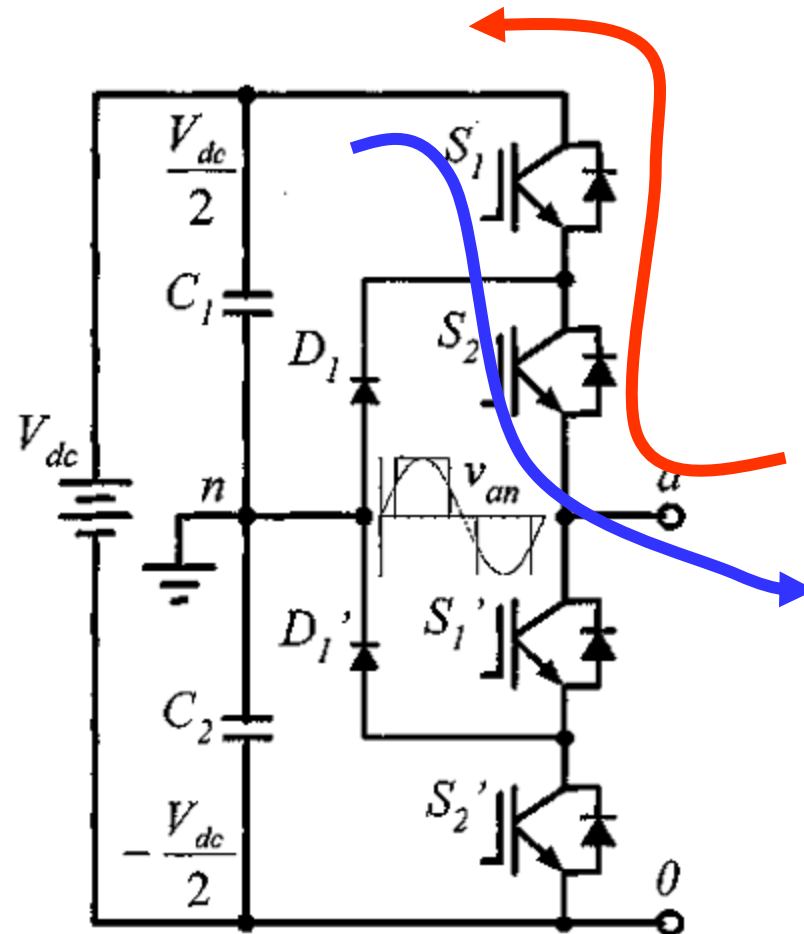 V_dc
2
S_1
C_1
D_1
S_2
V_dc
n
v_an
a
D_1'
S_1'
C_2
S_2'
- V_dc
2
0